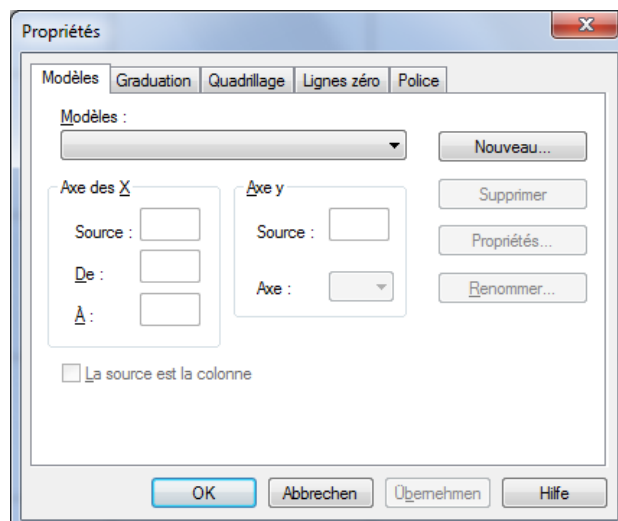 Propriétés
Modèles Graduation Quadrillage Lignes zéro Police
Modèles :
Nouveau...
Axe des X
Source :
De :
À :
Axe y
Source :
Axe :
Supprimer
Propriétés...
Renommer...
La source est la colonne
OK Abbrechen Übernehmen Hilfe